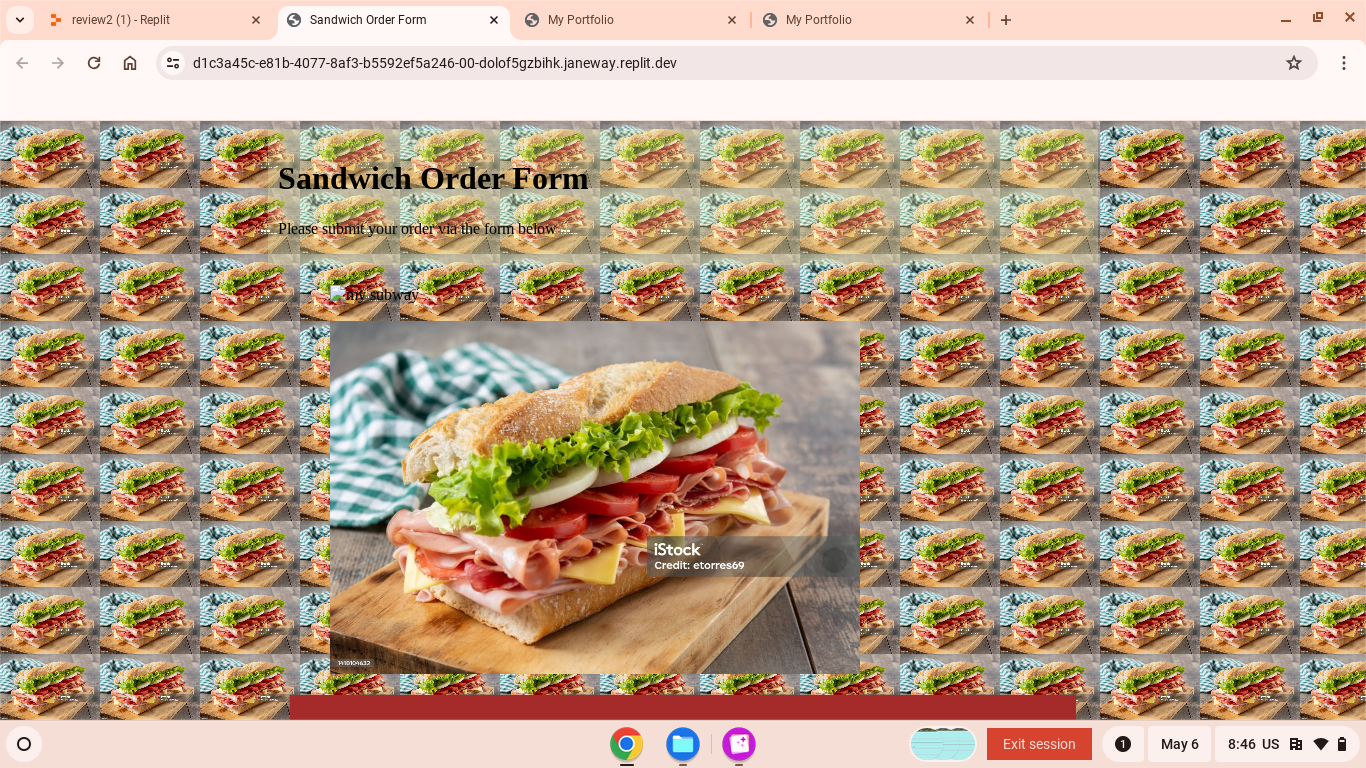 review2 (1) - Replit
Sandwich Order Form
My Portfolio
My Portfolio
d1c3a45c-e81b-4077-8af3-b5592ef5a246-00-dolof5gzbihk.janeway.replit.dev
Sandwich Order Form
Please submit your order via the form below
my subway
iStock
Credit: etorres69
1410104632
Exit session
1
May 6
8:46 US